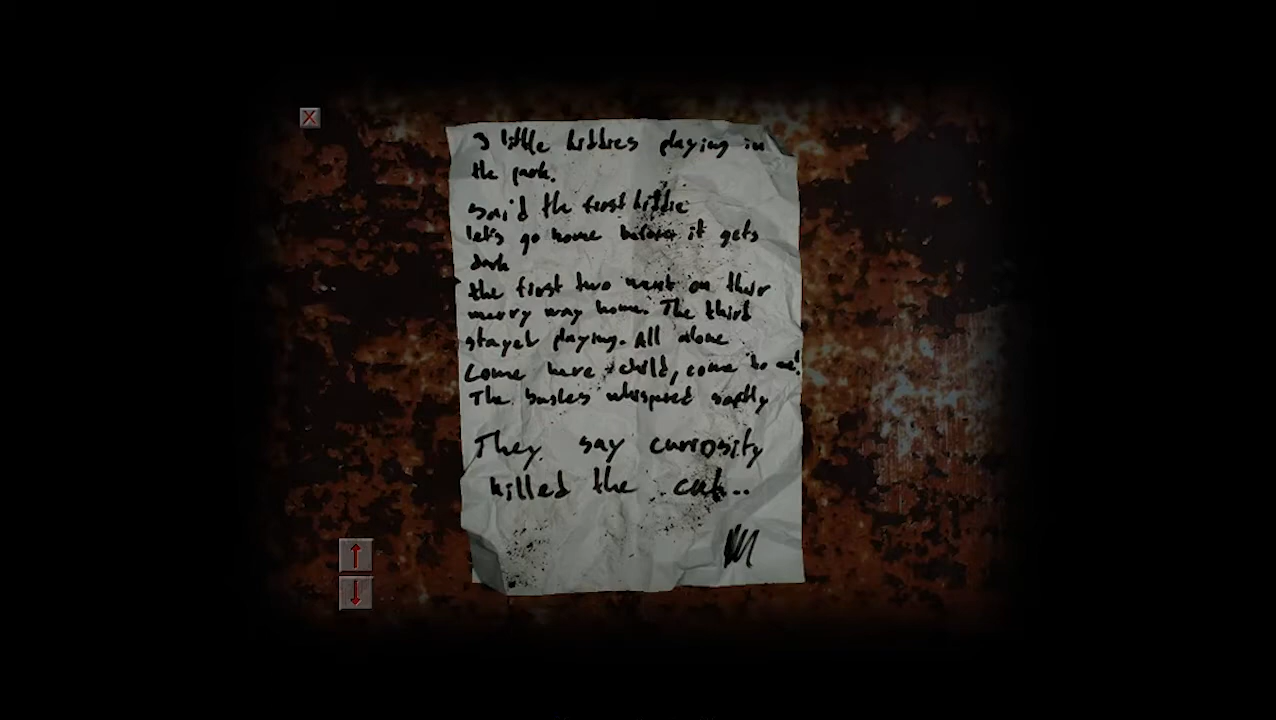 3 little kiddies playing in
the park.
said the first kiddie
let's go home before it gets
dark
the first two went on their
merry way home. The third
stayed playing. All alone
Come here child, come to me!
The bushes whispered softly
They say curiosity
killed the cat..